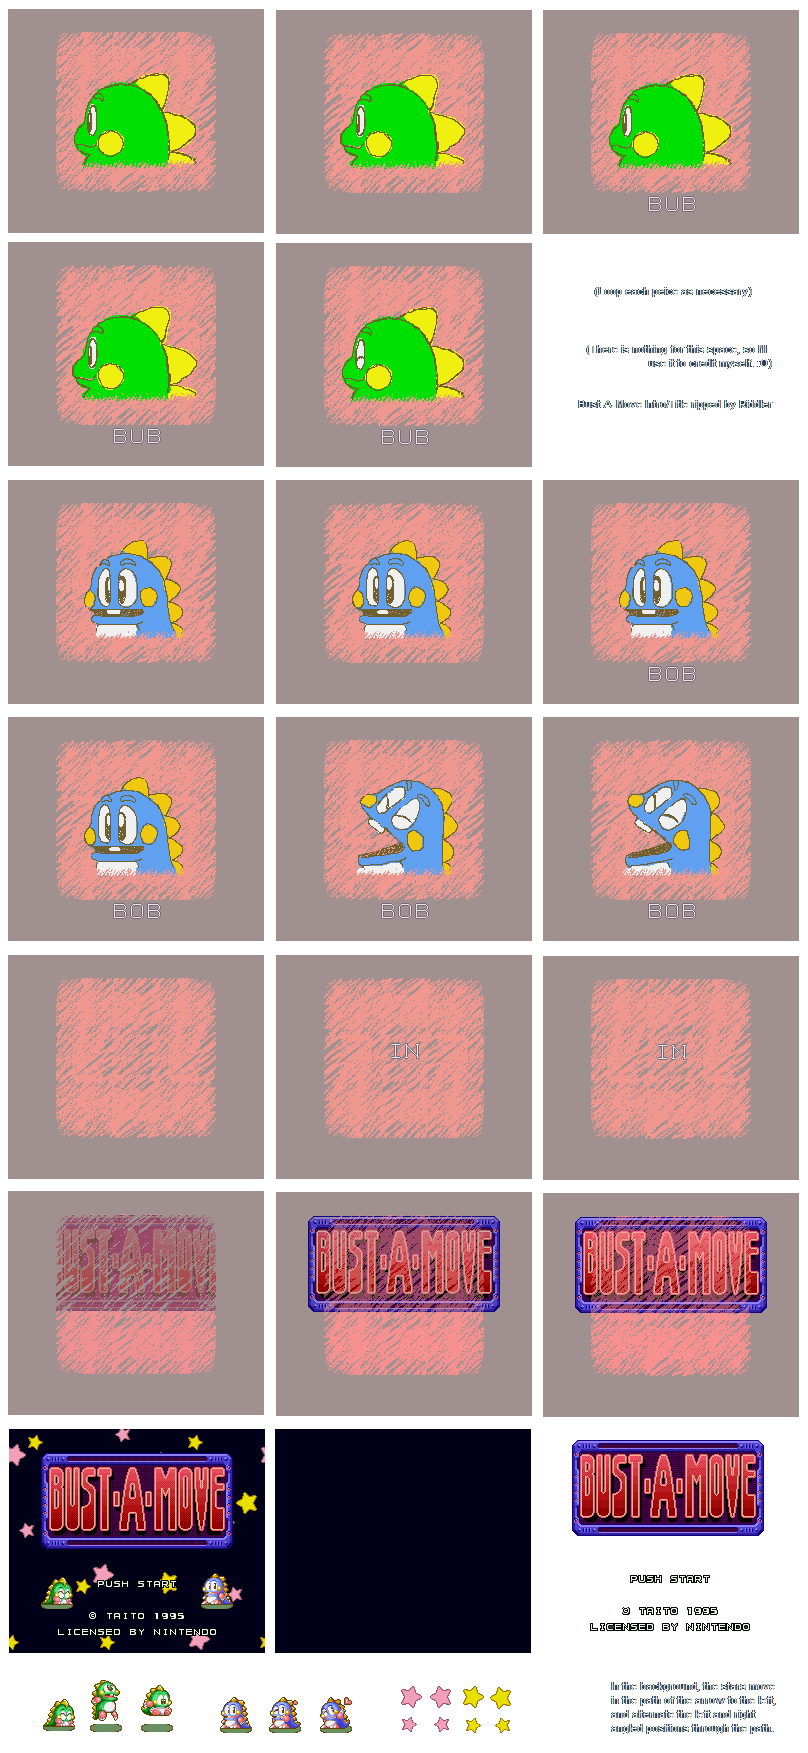 BUB
BUB
BUB
(Loop each peice as necessary)
(There is nothing for this space, so I'll
use it to credit myself. :O)
Bust A Move Intro/Title ripped by Riddler
BOB
BOB
BOB
BOB
IN
IN
BUST-A-MOVE
BUST-A-MOVE
BUST-A-MOVE
BUST-A-MOVE
PUSH START
© TAITO 1995
LICENSED BY NINTENDO
BUST-A-MOVE
PUSH START
© TAITO 1995
LICENSED BY NINTENDO
In the background, the stars move
in the path of the arrow to the left,
and alternate the left and right
angled positions through the path.